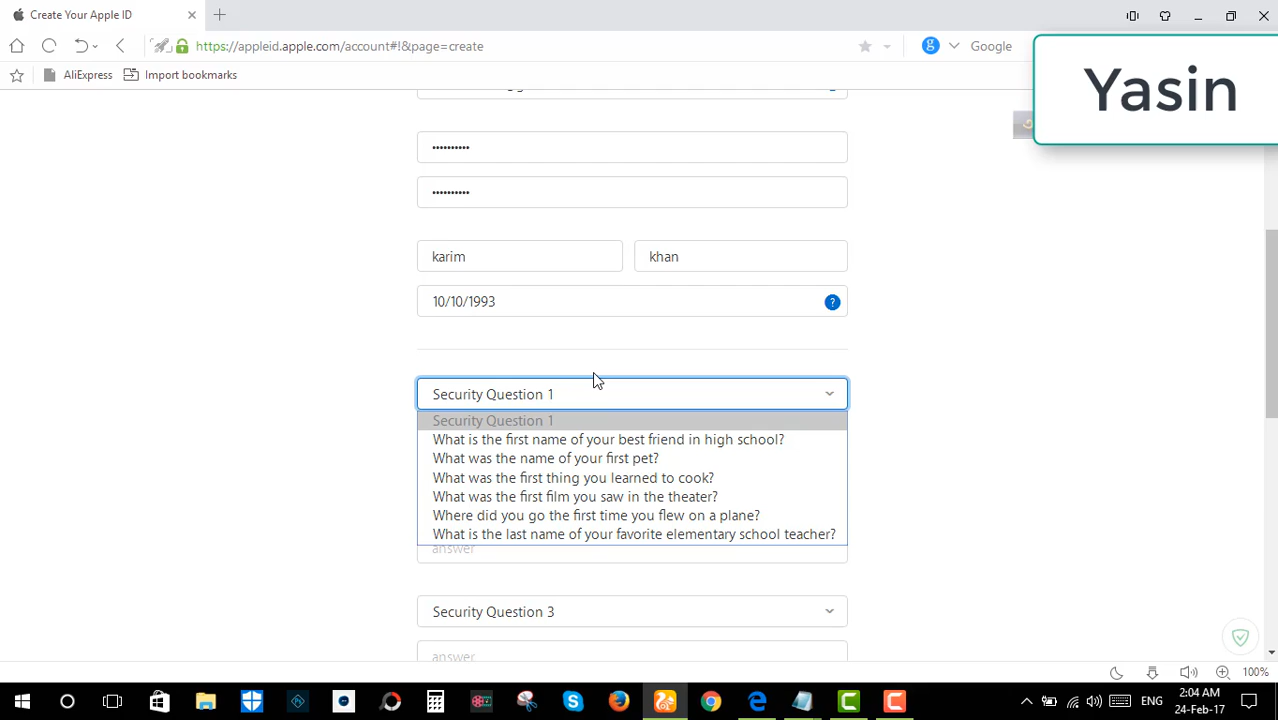 Create Your Apple ID
https://appleid.apple.com/account#!&page=create
Google
AliExpress
Import bookmarks
Yasin
karim
khan
10/10/1993
?
Security Question 1
Security Question 1
What is the first name of your best friend in high school?
What was the name of your first pet?
What was the first thing you learned to cook?
What was the first film you saw in the theater?
Where did you go the first time you flew on a plane?
What is the last name of your favorite elementary school teacher?
answer
Security Question 3
answer
100%
ENG
2:04 AM
24-Feb-17